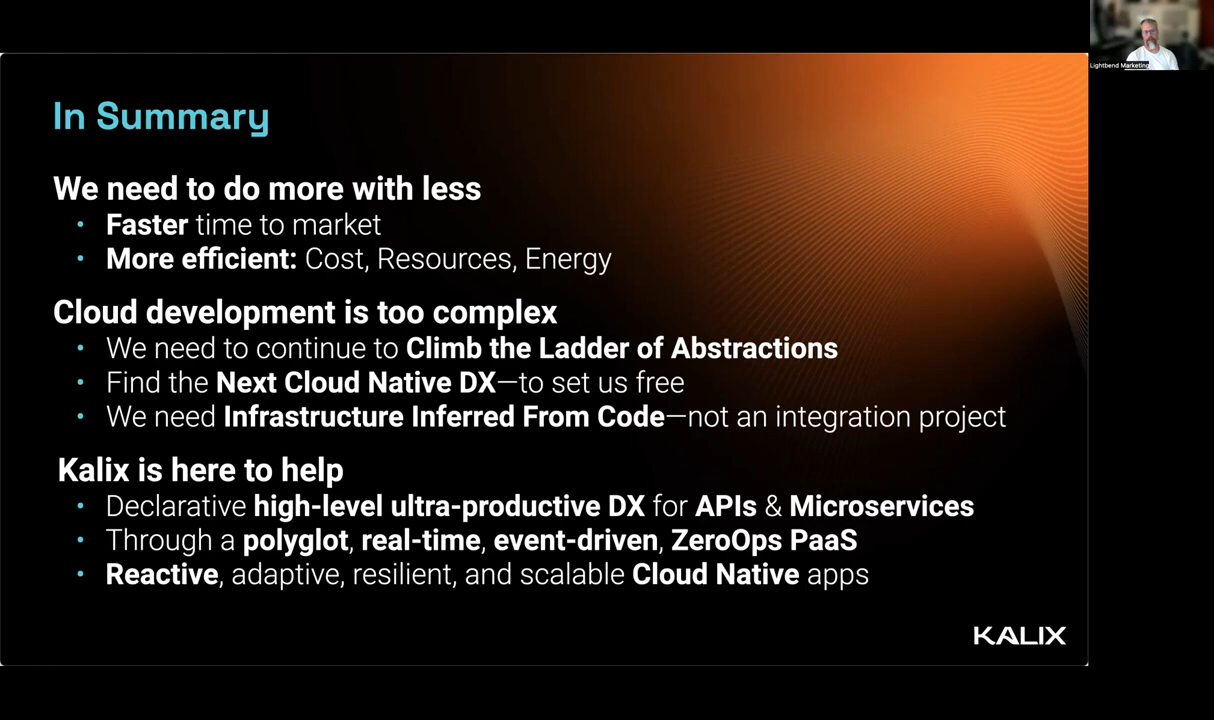 Lightbend Marketing
In Summary
We need to do more with less
• Faster time to market
• More efficient: Cost, Resources, Energy
Cloud development is too complex
• We need to continue to Climb the Ladder of Abstractions
• Find the Next Cloud Native DX—to set us free
• We need Infrastructure Inferred From Code—not an integration project
Kalix is here to help
• Declarative high-level ultra-productive DX for APIs & Microservices
• Through a polyglot, real-time, event-driven, ZeroOps PaaS
• Reactive, adaptive, resilient, and scalable Cloud Native apps
KALIX